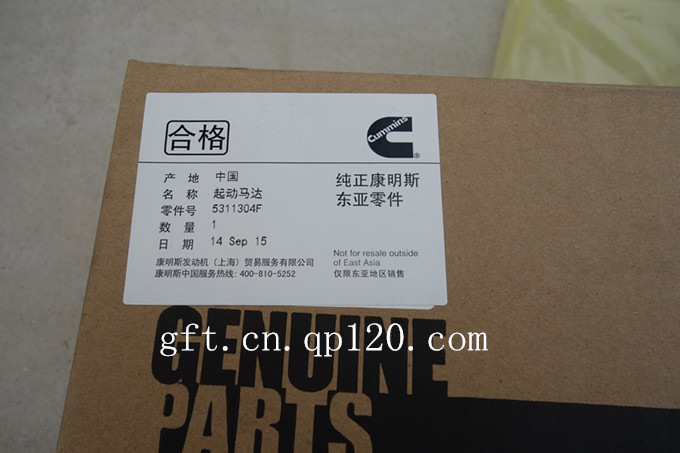 合格
Cummins
®
产地 中国
名称 起动马达
零件号 5311304F
数量 1
日期 14 Sep 15
纯正康明斯
东亚零件
康明斯发动机（上海）贸易服务有限公司
康明斯中国服务热线: 400-810-5252
Not for resale outside
of East Asia
仅限东亚地区销售
GENUINE
PARTS
gft.cn.qp120.com